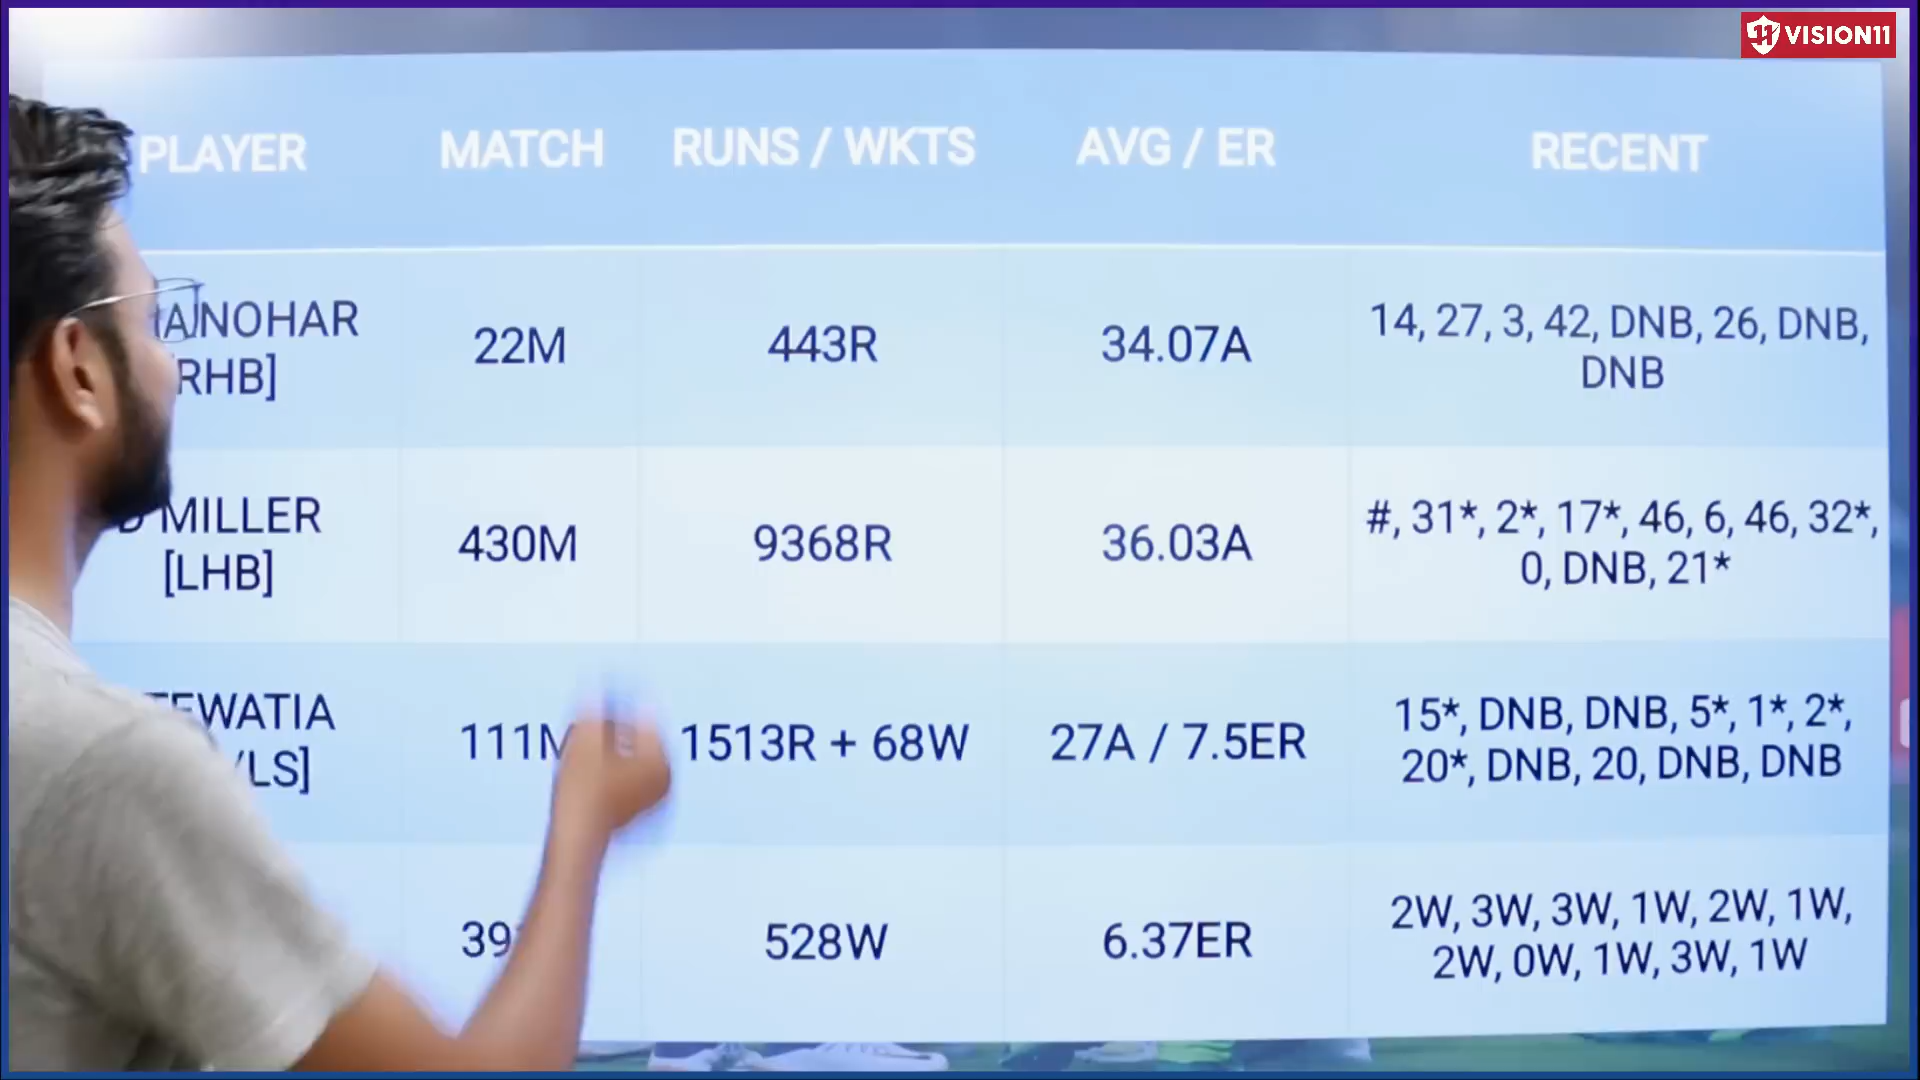 VISION11
PLAYER MATCH RUNS / WKTS AVG / ER RECENT
22M 443R 34.07A 14, 27, 3, 42, DNB, 26, DNB,
RHB] DNB
MILLER 430M 9368R 36.03A #, 31*, 2*, 17*, 46, 6, 46, 32*,
[LHB] 0, DNB, 21*
1513R + 68W 27A / 7.5ER 15*, DNB, DNB, 5*, 1*, 2*,
LS] 20*, DNB, 20, DNB, DNB
528W 6.37ER 2W, 3W, 3W, 1W, 2W, 1W,
2W, 0W, 1W, 3W, 1W